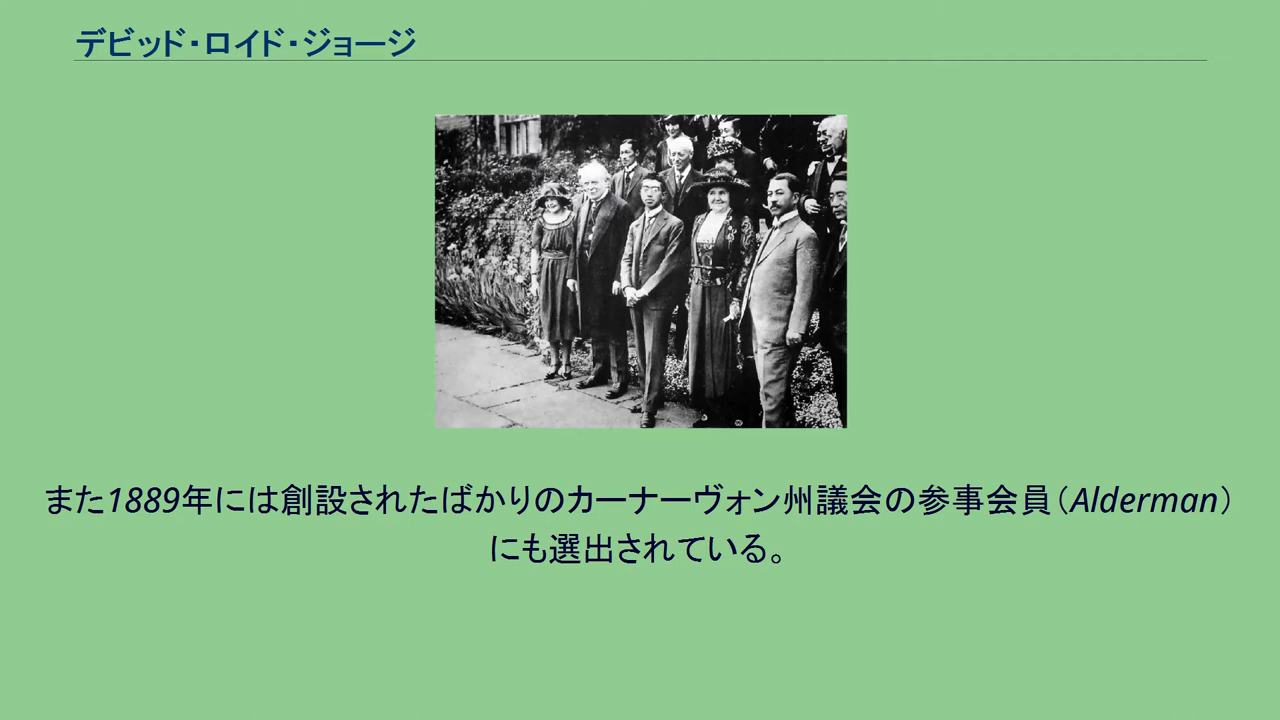 デビッド・ロイド・ジョージ
また1889年には創設されたばかりのカーナーヴォン州議会の参事会員（Alderman）
にも選出されている。